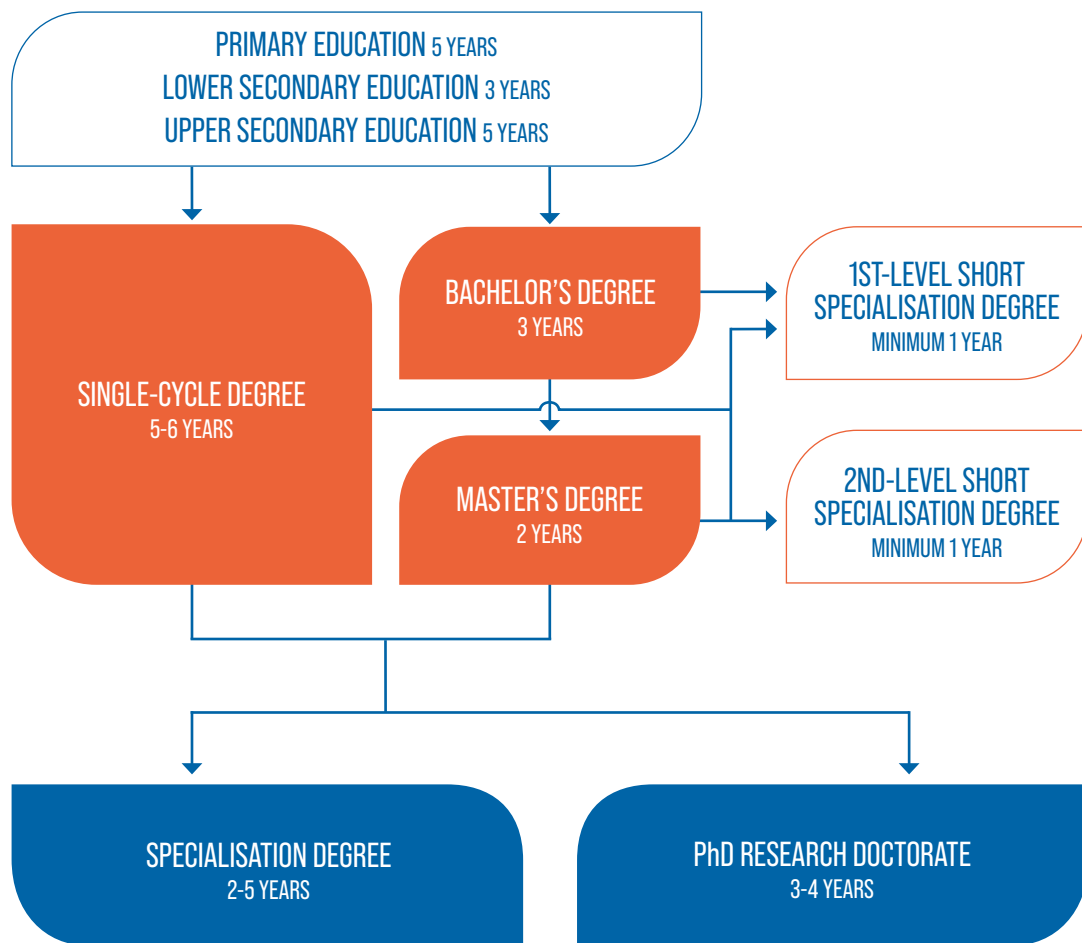 PRIMARY EDUCATION 5 YEARS
LOWER SECONDARY EDUCATION 3 YEARS
UPPER SECONDARY EDUCATION 5 YEARS
SINGLE-CYCLE DEGREE
5-6 YEARS
BACHELOR'S DEGREE
3 YEARS
1ST-LEVEL SHORT
SPECIALISATION DEGREE
MINIMUM 1 YEAR
MASTER'S DEGREE
2 YEARS
2ND-LEVEL SHORT
SPECIALISATION DEGREE
MINIMUM 1 YEAR
SPECIALISATION DEGREE
2-5 YEARS
PhD RESEARCH DOCTORATE
3-4 YEARS